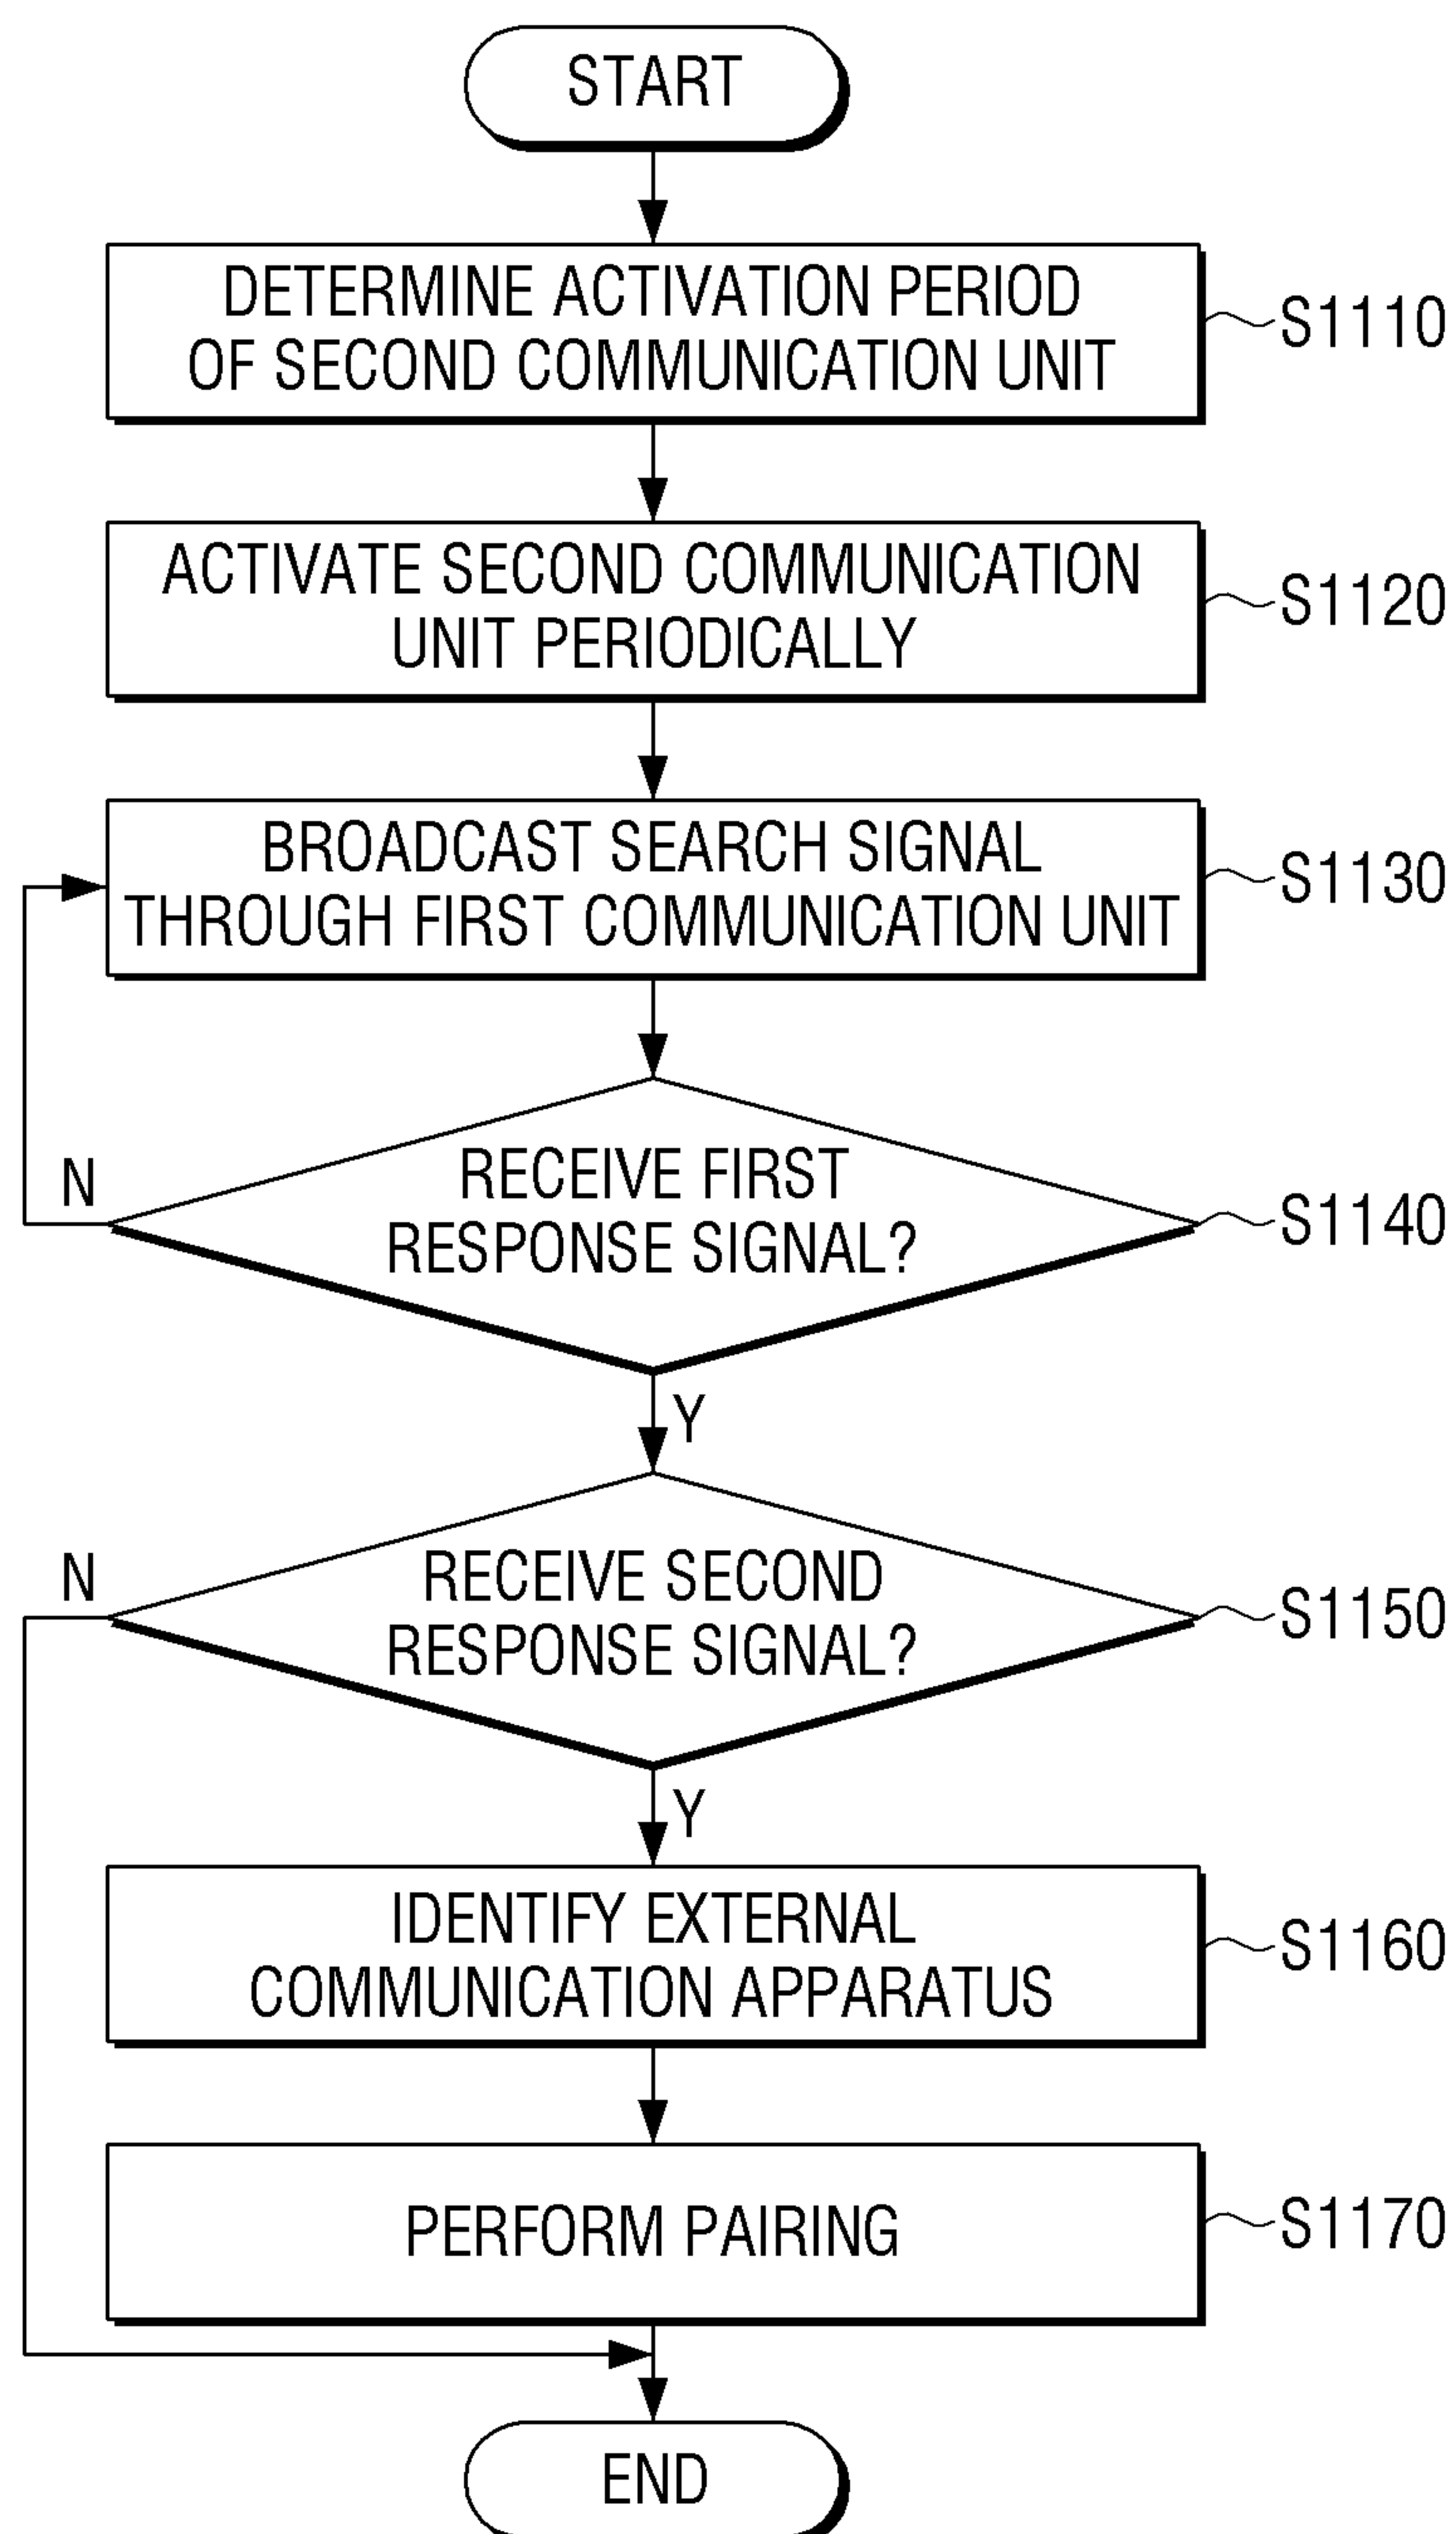 START
DETERMINE ACTIVATION PERIOD
OF SECOND COMMUNICATION UNIT
S1110
ACTIVATE SECOND COMMUNICATION
UNIT PERIODICALLY
S1120
BROADCAST SEARCH SIGNAL
THROUGH FIRST COMMUNICATION UNIT
S1130
RECEIVE FIRST
RESPONSE SIGNAL?
S1140
N
Y
RECEIVE SECOND
RESPONSE SIGNAL?
S1150
N
Y
IDENTIFY EXTERNAL
COMMUNICATION APPARATUS
S1160
PERFORM PAIRING
S1170
END